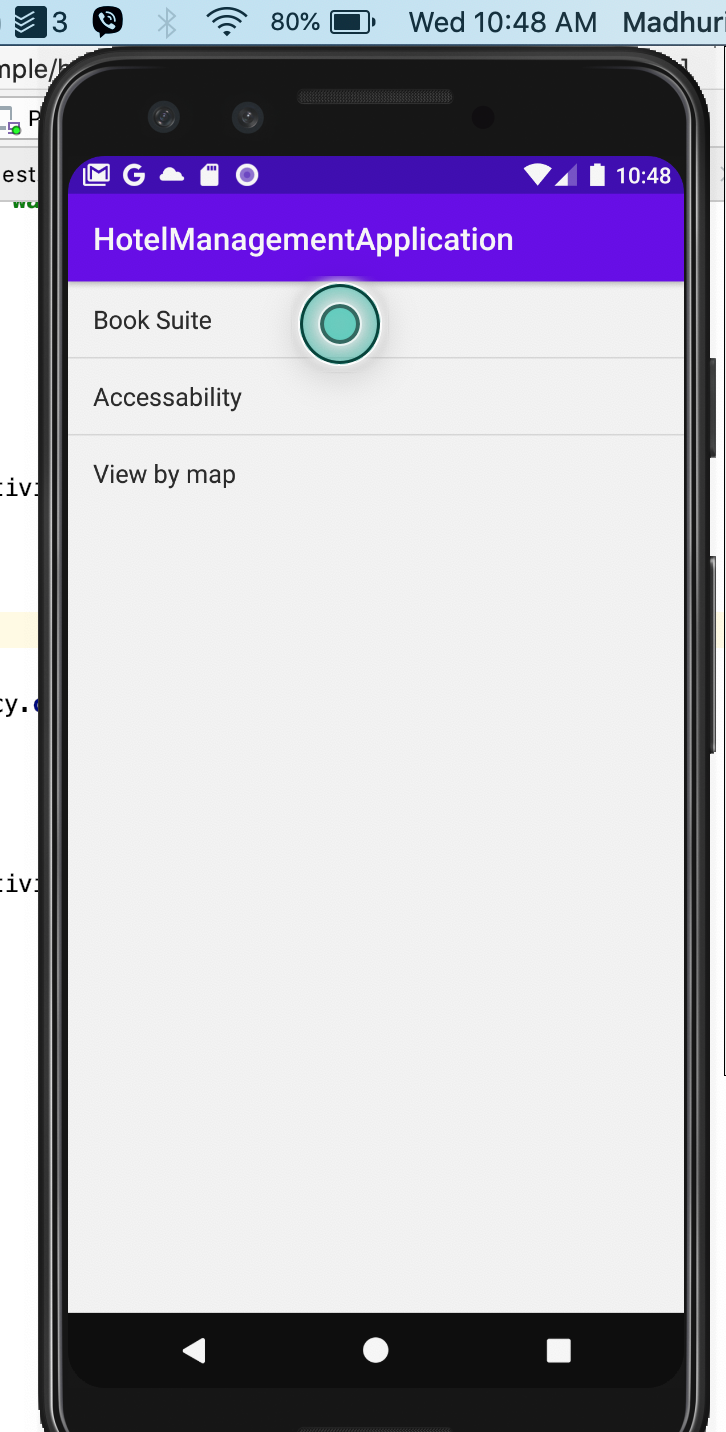 3 80% Wed 10:48 AM Madhuri
mple/h
P
est
10:48
HotelManagementApplication
Book Suite
Accessability
tivi
View by map
cy.
tivi